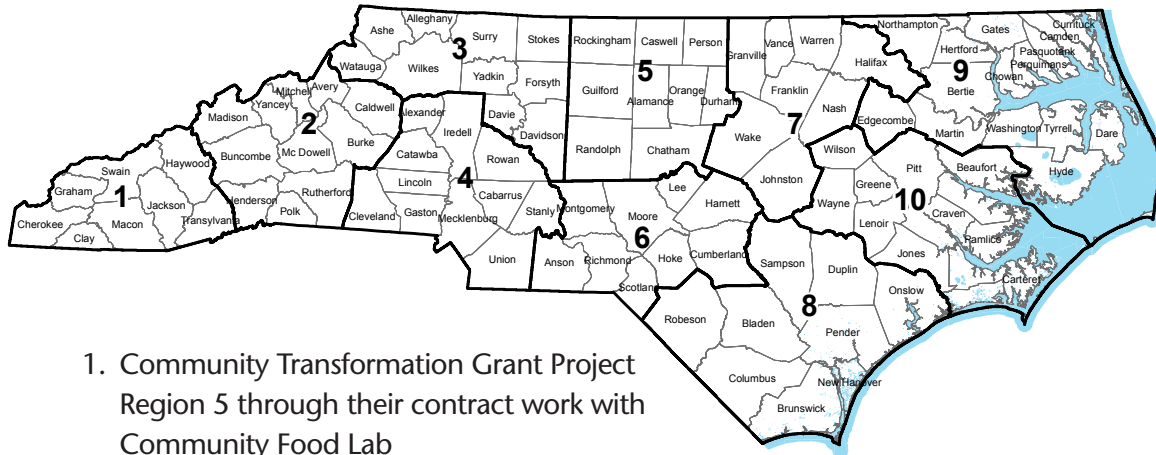 Alleghany
Ashe
Surry
Stokes
Rockingham
Caswell
Person
Granville
Vance
Warren
Northampton
Gates
Currituck
Camden
Pasquotank
Perquimans
3
5
Hertford
9
Chowan
Bertie
Watauga
Wilkes
Yadkin
Forsyth
Guilford
Alamance
Orange
Durham
Franklin
Halifax
Nash
Mitchel
Avery
Yancey
Madison
2
Caldwell
Alexander
Iredell
Davie
Davidson
Randolph
Chatham
Wake
7
Edgecombe
Martin
Washington
Tyrrell
Dare
Hyde
Buncombe
Mc Dowell
Burke
Catawba
Rowan
Wilson
Johnston
Pitt
Beaufort
Haywood
Swain
Graham
1
Jackson
Henderson
Rutherford
Polk
Lincoln
4
Cabarrus
Cleveland
Gaston
Mecklenburg
Stanly
Montgomery
Moore
Lee
Harnett
Wayne
Greene
10
Lenoir
Craven
Pamlico
Cherokee
Macon
Clay
Transylvania
Union
Anson
Richmond
6
Hoke
Cumberland
Scotland
Sampson
Duplin
Jones
Carteret
Onslow
8
Robeson
Bladen
Pender
Columbus
New Hanover
Brunswick
1. Community Transformation Grant Project
Region 5 through their contract work with
Community Food Lab